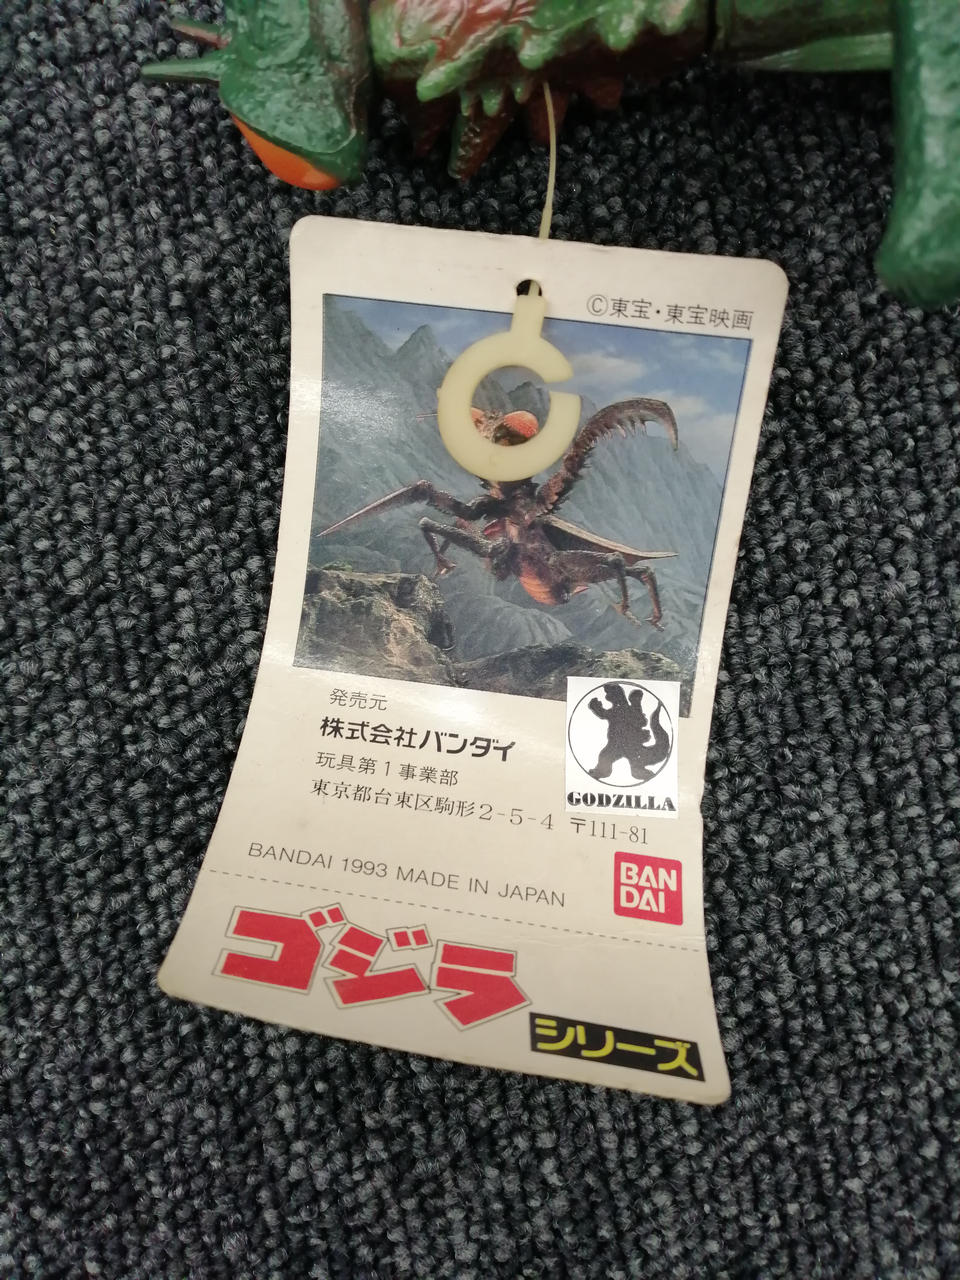 ©東宝・東宝映画
発売元
株式会社バンダイ
玩具第1事業部
東京都台東区駒形2-5-4 〒111-81
GODZILLA
BANDAI 1993 MADE IN JAPAN
BAN
DAI
ゴジラ
シリーズ